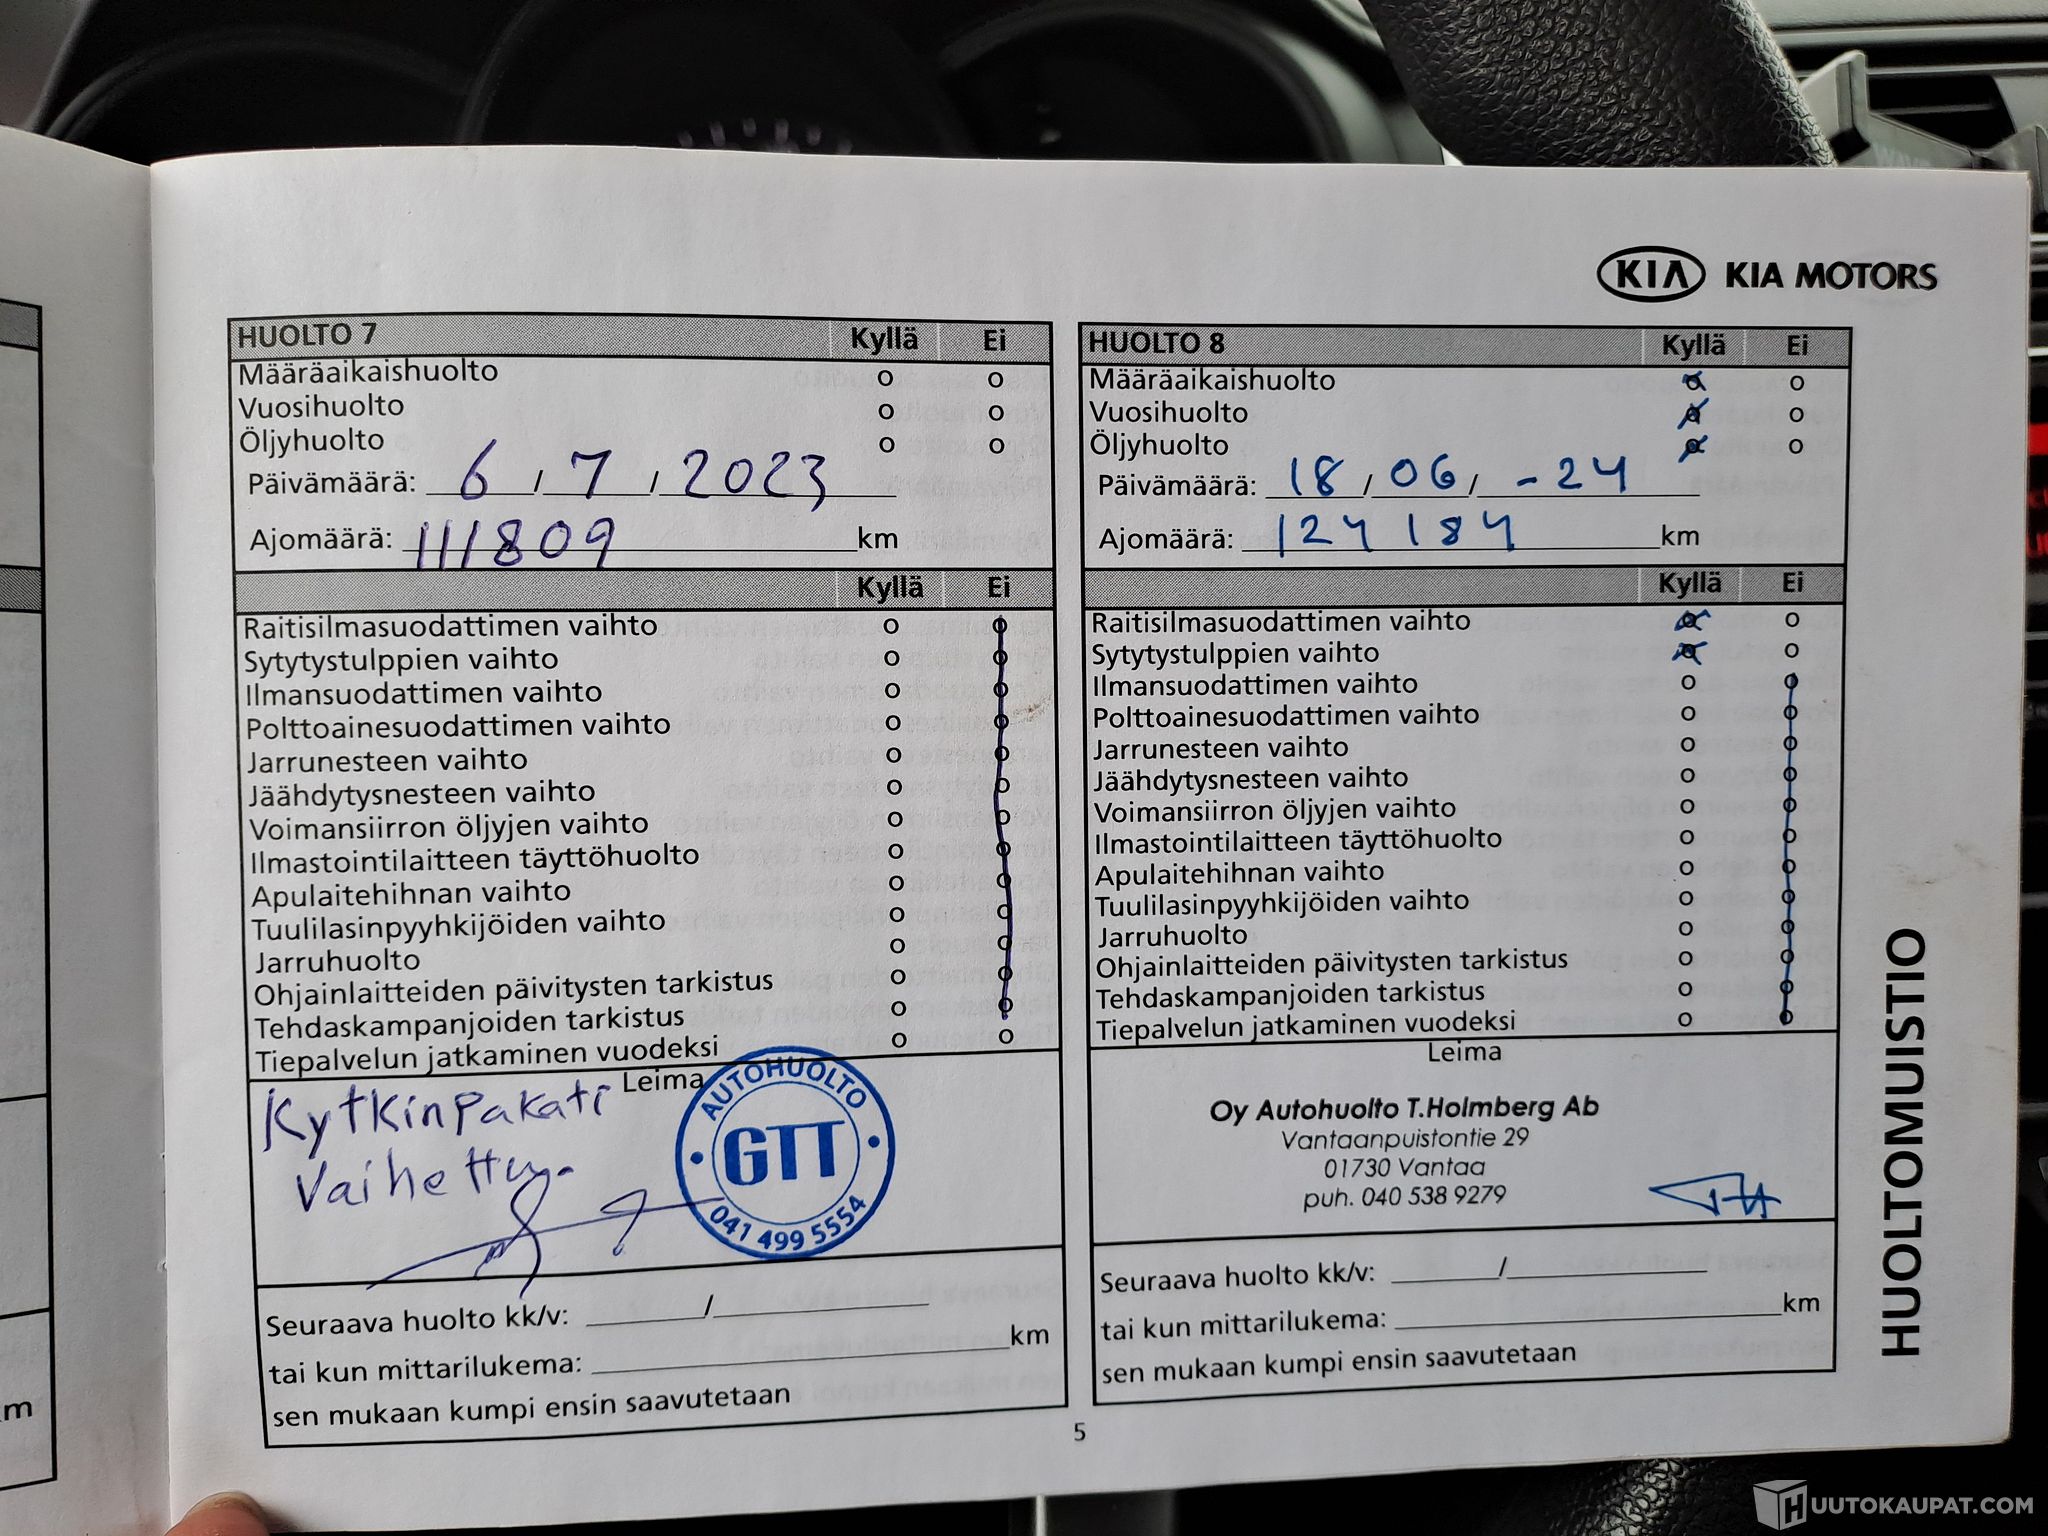 KIA KIA MOTORS
HUOLTO 7 Kyllä Ei
Määräaikaishuolto o o
Vuosihuolto o o
Öljyhuolto o o
Päivämäärä: 6 / 7 / 2023
Ajomäärä: 111809 km
Kyllä Ei
Raitisilmasuodattimen vaihto o o
Sytytystulppien vaihto o o
Ilmansuodattimen vaihto o o
Polttoainesuodattimen vaihto o o
Jarrunesteen vaihto o o
Jäähdytysnesteen vaihto o o
Voimansiirron öljyjen vaihto o o
Ilmastointilaitteen täyttöhuolto o o
Apulaitehihnan vaihto o o
Tuulilasinpyyhkijöiden vaihto o o
Jarruhuolto o o
Ohjainlaitteiden päivitysten tarkistus o o
Tehdaskampanjoiden tarkistus o o
Tiepalvelun jatkaminen vuodeksi o o
Leima
Kytkinpakati
Vaihettu.
AUTOHUOLTO
GTT
041 499 5554
Seuraava huolto kk/v: /
tai kun mittarilukema: km
sen mukaan kumpi ensin saavutetaan
HUOLTO 8 Kyllä Ei
Määräaikaishuolto o o
Vuosihuolto o o
Öljyhuolto o o
Päivämäärä: 18 / 06 / -24
Ajomäärä: 124 184 km
Kyllä Ei
Raitisilmasuodattimen vaihto o o
Sytytystulppien vaihto o o
Ilmansuodattimen vaihto o o
Polttoainesuodattimen vaihto o o
Jarrunesteen vaihto o o
Jäähdytysnesteen vaihto o o
Voimansiirron öljyjen vaihto o o
Ilmastointilaitteen täyttöhuolto o o
Apulaitehihnan vaihto o o
Tuulilasinpyyhkijöiden vaihto o o
Jarruhuolto o o
Ohjainlaitteiden päivitysten tarkistus o o
Tehdaskampanjoiden tarkistus o o
Tiepalvelun jatkaminen vuodeksi o o
Leima
Oy Autohuolto T.Holmberg Ab
Vantaanpuistontie 29
01730 Vantaa
puh. 040 538 9279
Seuraava huolto kk/v: /
tai kun mittarilukema: km
sen mukaan kumpi ensin saavutetaan
HUOLTOMUISTIO
5
m
HUUTOKAUPAT.COM